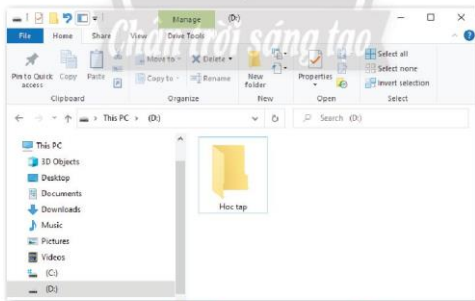 Manage (D:)
File Home Share View Drive Tools
Chân trời sáng tạo
Pin to Quick access
Copy
Paste
Clipboard
Move to
Copy to
Delete
Rename
Organize
New folder
New
Properties
Open
Select all
Select none
Invert selection
Select
This PC > (D:)
Search (D:)
This PC
3D Objects
Desktop
Documents
Downloads
Music
Pictures
Videos
(C:)
(D:)
Hoc tap